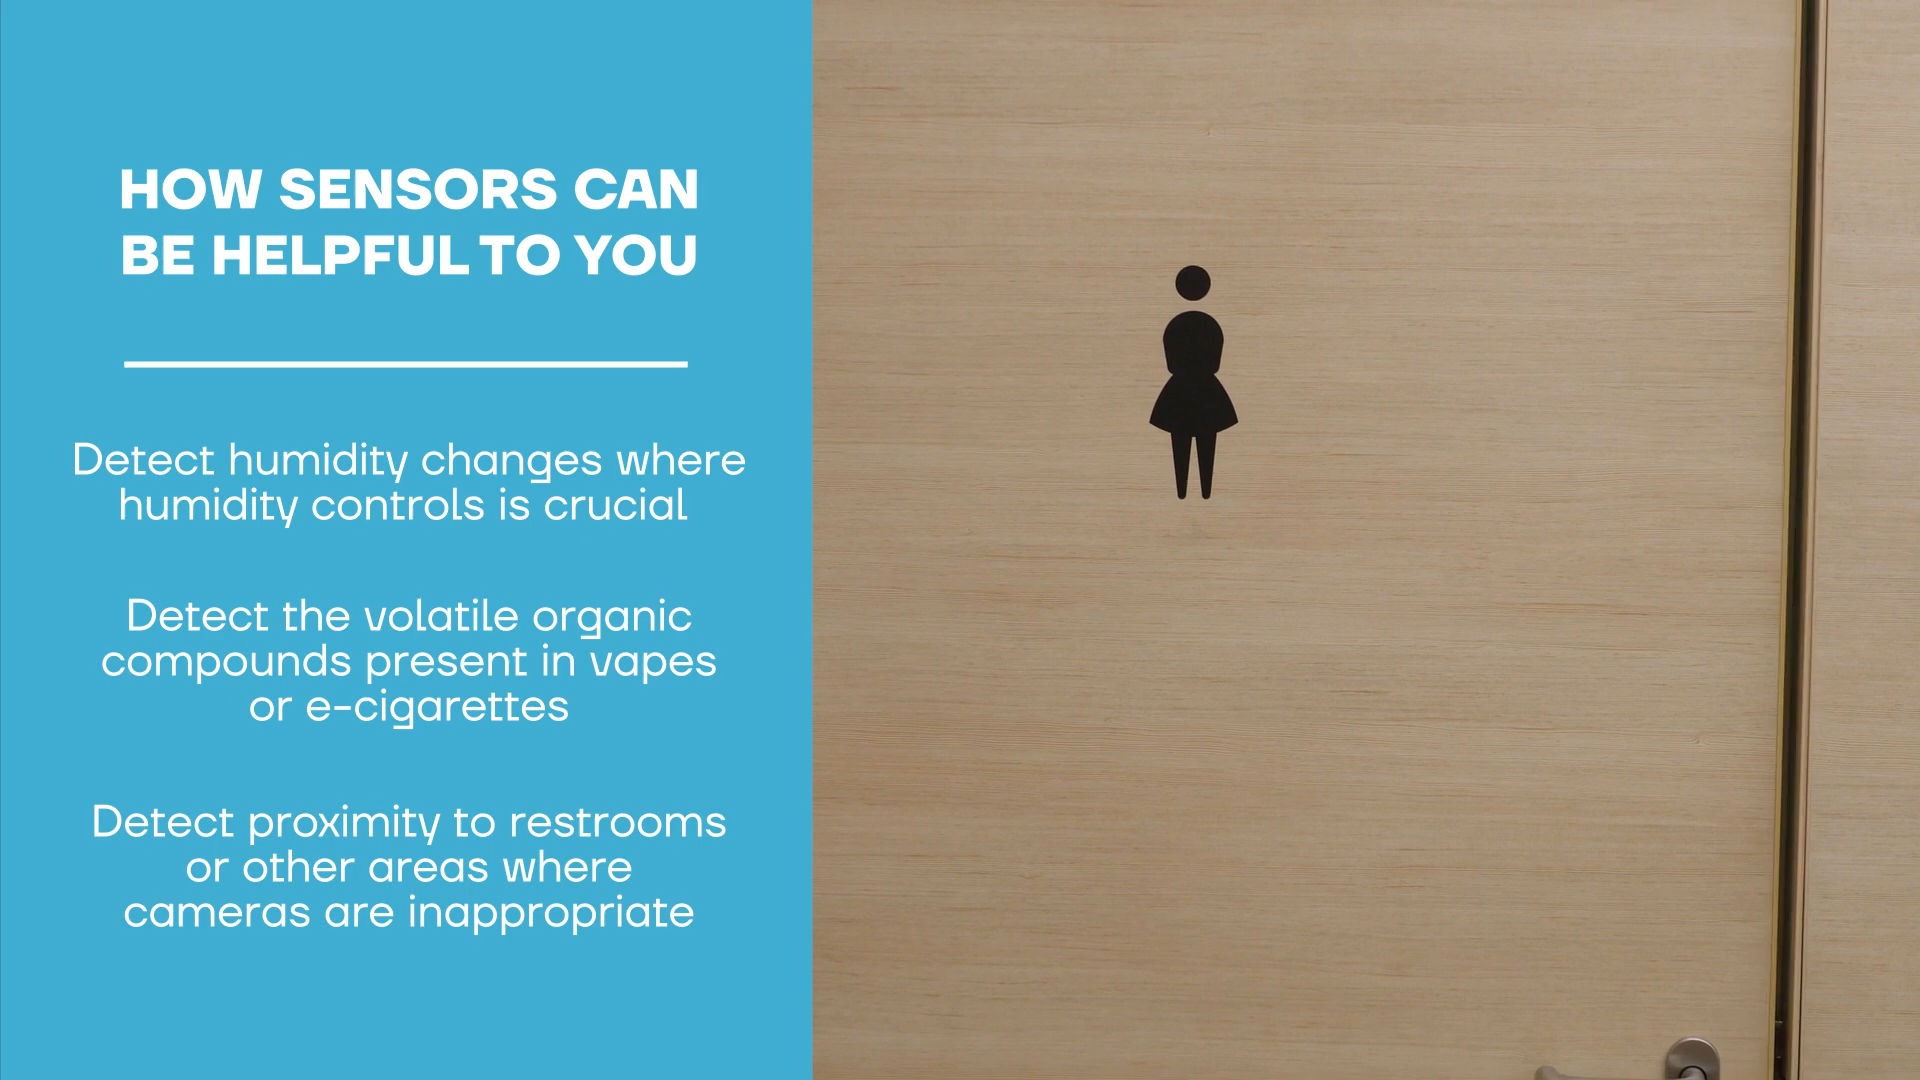 HOW SENSORS CAN
BE HELPFUL TO YOU
Detect humidity changes where
humidity controls is crucial
Detect the volatile organic
compounds present in vapes
or e-cigarettes
Detect proximity to restrooms
or other areas where
cameras are inappropriate